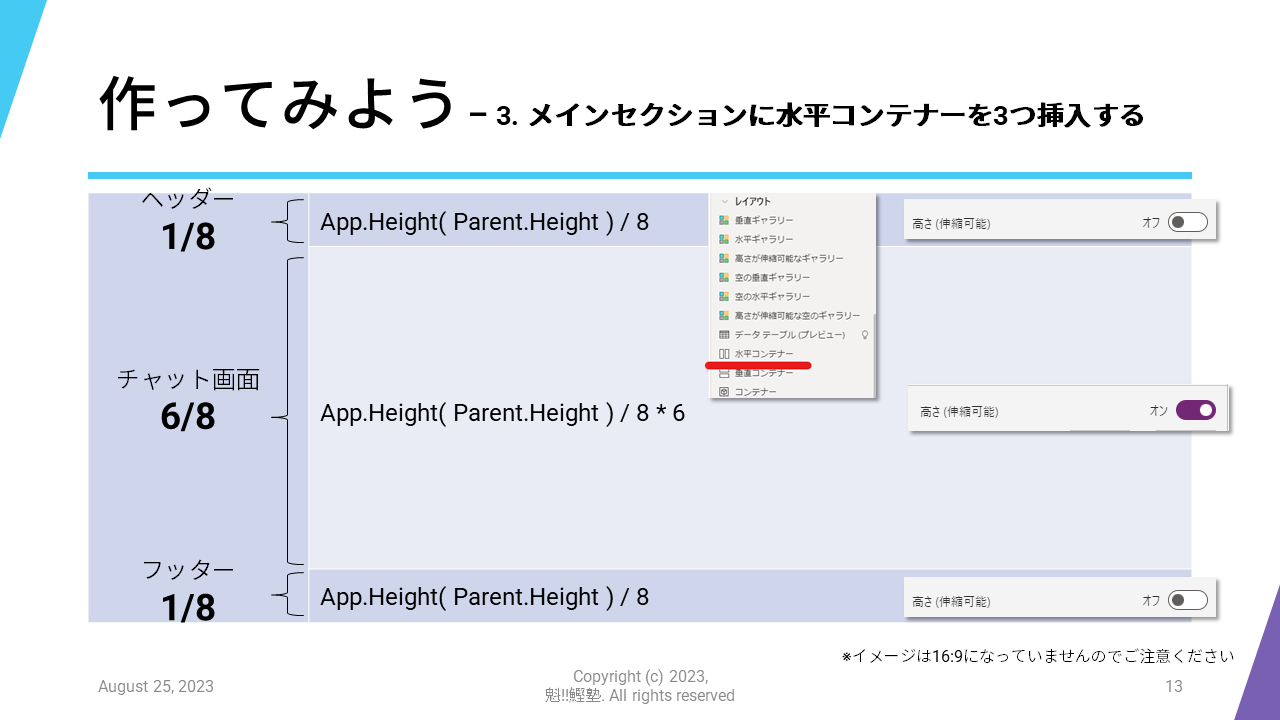 作ってみよう – 3. メインセクションに水平コンテナーを3つ挿入する
ヘッダー
1/8
App.Height( Parent.Height ) / 8
レイアウト
垂直ギャラリー
水平ギャラリー
高さが伸縮可能なギャラリー
空の垂直ギャラリー
空の水平ギャラリー
高さが伸縮可能な空のギャラリー
データ テーブル (プレビュー)
水平コンテナー
垂直コンテナー
コンテナー
高さ (伸縮可能) オフ
チャット画面
6/8
App.Height( Parent.Height ) / 8 * 6
高さ (伸縮可能) オン
フッター
1/8
App.Height( Parent.Height ) / 8
高さ (伸縮可能) オフ
※イメージは16:9になっていませんのでご注意ください
August 25, 2023
Copyright (c) 2023,
魁!!鰹塾. All rights reserved
13